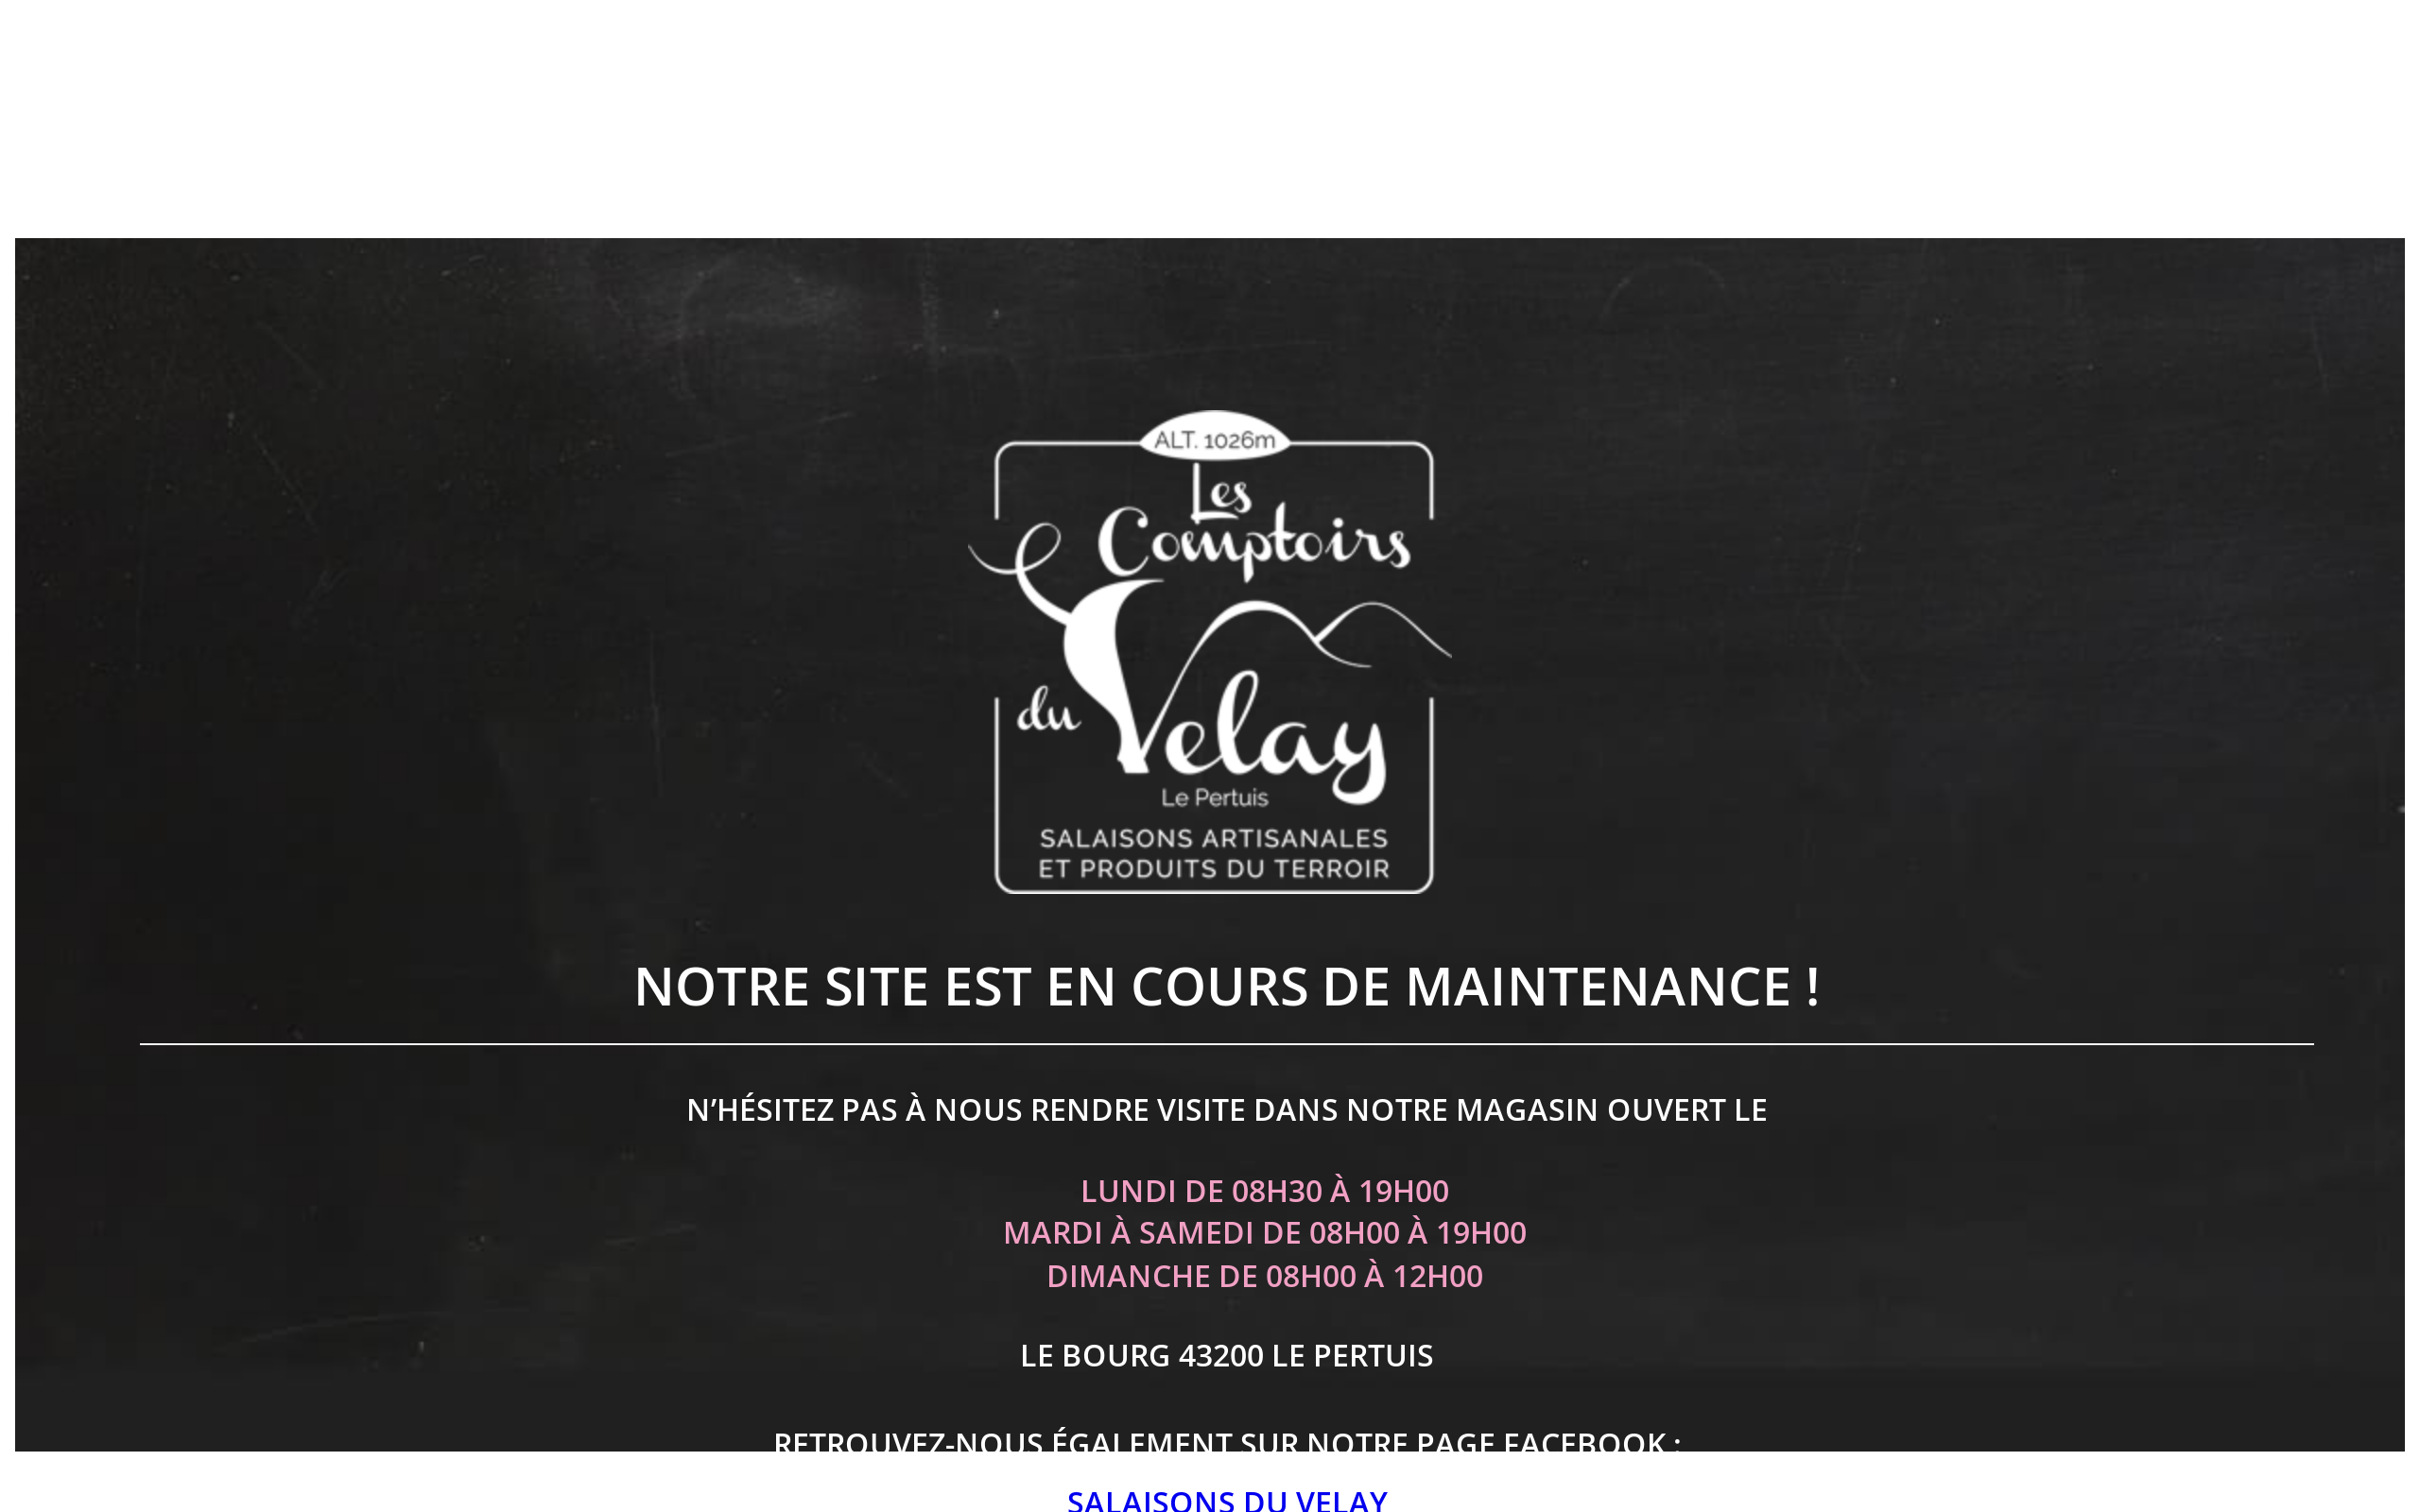 ALT. 1026m
Les
Comptoirs
du Velay
Le Pertuis
SALAISONS ARTISANALES
ET PRODUITS DU TERROIR
NOTRE SITE EST EN COURS DE MAINTENANCE !
N’HÉSITEZ PAS À NOUS RENDRE VISITE DANS NOTRE MAGASIN OUVERT LE
LUNDI DE 08H30 À 19H00
MARDI À SAMEDI DE 08H00 À 19H00
DIMANCHE DE 08H00 À 12H00
LE BOURG 43200 LE PERTUIS
RETROUVEZ-NOUS ÉGALEMENT SUR NOTRE PAGE FACEBOOK :
SALAISONS DU VELAY